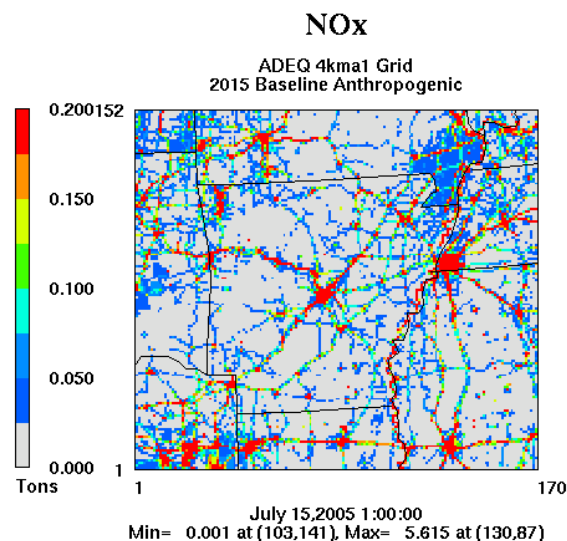 NOx
ADEQ 4kma1 Grid
2015 Baseline Anthropogenic
0.200
152
0.150
0.100
0.050
0.000
1
Tons
1
170
July 15,2005 1:00:00
Min= 0.001 at (103,141), Max= 5.615 at (130,87)